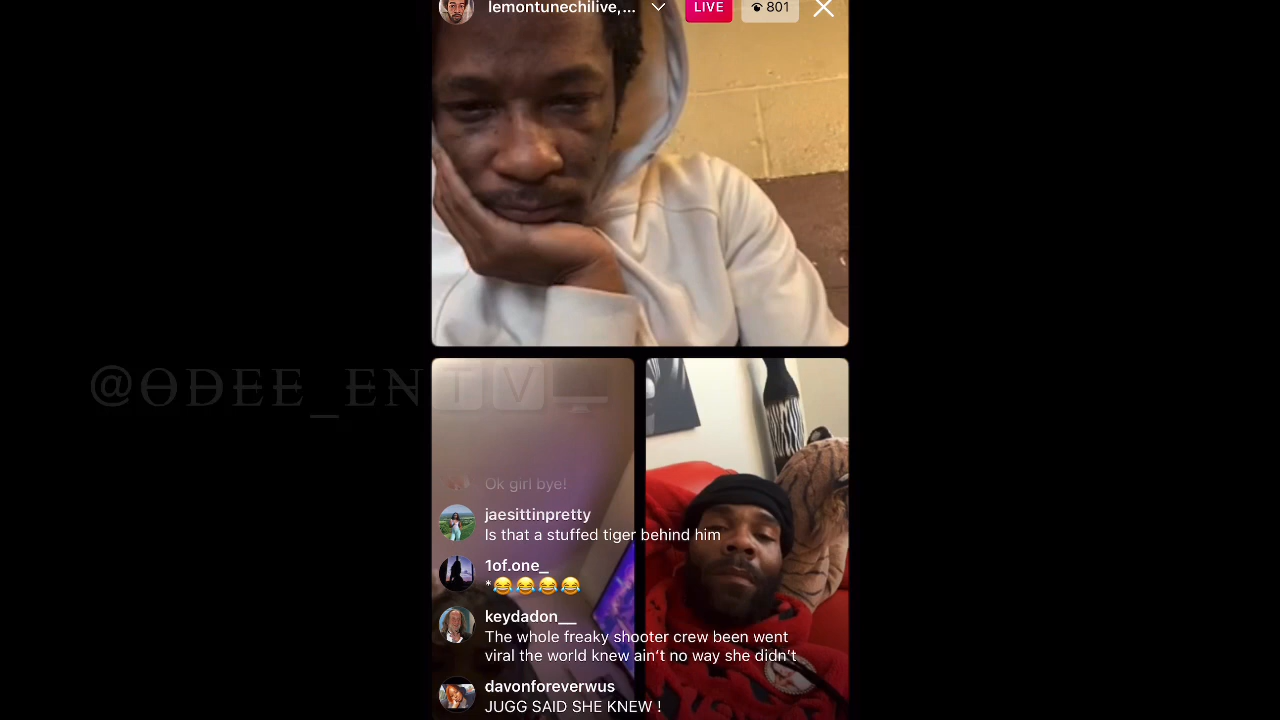 lemontunechilive,...
LIVE
801
@ODEE_ENTV
Ok girl bye!
jaesittinpretty
Is that a stuffed tiger behind him
1of.one_
*😂😂😂😂
keydadon__
The whole freaky shooter crew been went
viral the world knew ain't no way she didn't
davonforeverwus
JUGG SAID SHE KNEW !